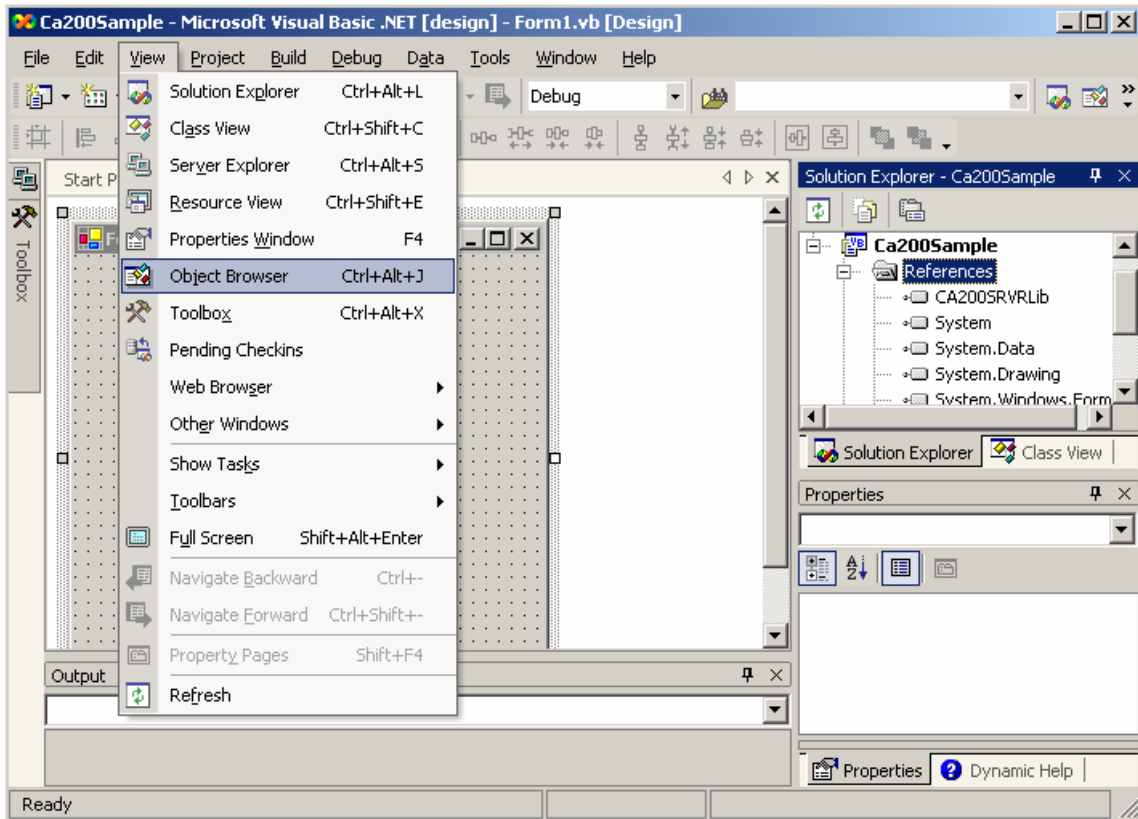 Ca200Sample - Microsoft Visual Basic .NET [design] - Form1.vb [Design]
File Edit View Project Build Debug Data Tools Window Help
Debug
Solution Explorer Ctrl+Alt+L
Class View Ctrl+Shift+C
Server Explorer Ctrl+Alt+S
Resource View Ctrl+Shift+E
Properties Window F4
Object Browser Ctrl+Alt+J
Toolbox Ctrl+Alt+X
Pending Checkins
Web Browser
Other Windows
Show Tasks
Toolbars
Full Screen Shift+Alt+Enter
Navigate Backward Ctrl+-
Navigate Forward Ctrl+Shift+-
Property Pages Shift+F4
Refresh
Toolbox
Start P
Solution Explorer - Ca200Sample
Ca200Sample
References
CA200SRVRLib
System
System.Data
System.Drawing
System.Windows.Form
Solution Explorer Class View
Properties
Properties Dynamic Help
Output
Ready